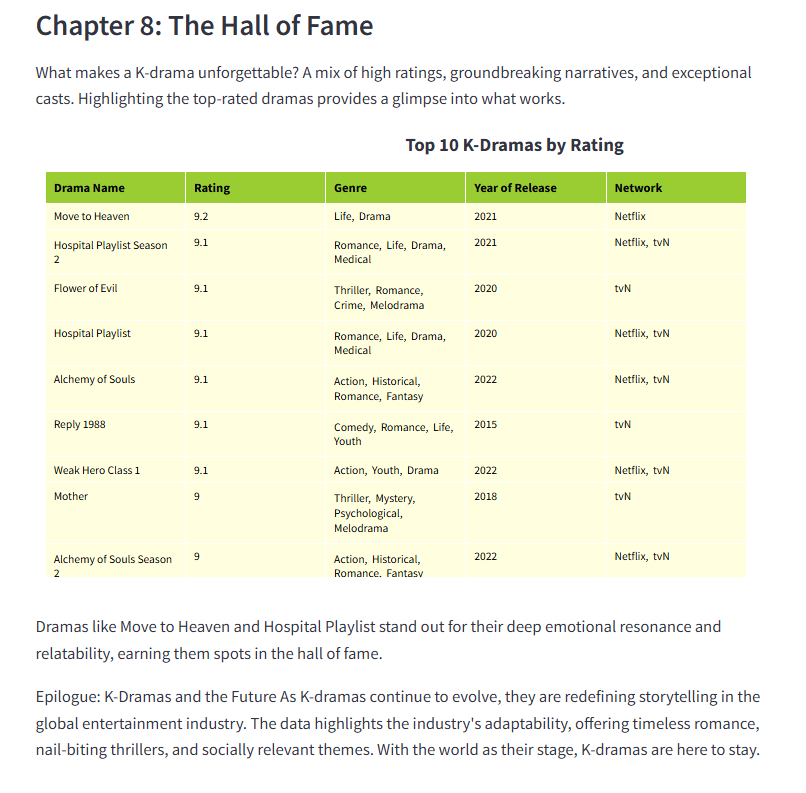 Chapter 8: The Hall of Fame
What makes a K-drama unforgettable? A mix of high ratings, groundbreaking narratives, and exceptional
casts. Highlighting the top-rated dramas provides a glimpse into what works.
Top 10 K-Dramas by Rating
Drama Name Rating Genre Year of Release Network
Move to Heaven 9.2 Life, Drama 2021 Netflix
Hospital Playlist Season 9.1 Romance, Life, Drama, 2021 Netflix, tvN
2 Medical
Flower of Evil 9.1 Thriller, Romance, 2020 tvN
Crime, Melodrama
Hospital Playlist 9.1 Romance, Life, Drama, 2020 Netflix, tvN
Medical
Alchemy of Souls 9.1 Action, Historical, 2022 Netflix, tvN
Romance, Fantasy
Reply 1988 9.1 Comedy, Romance, Life, 2015 tvN
Youth
Weak Hero Class 1 9.1 Action, Youth, Drama 2022 Netflix, tvN
Mother 9 Thriller, Mystery, 2018 tvN
Psychological,
Melodrama
Alchemy of Souls Season 9 Action, Historical, 2022 Netflix, tvN
2 Romance, Fantasy
Dramas like Move to Heaven and Hospital Playlist stand out for their deep emotional resonance and
relatability, earning them spots in the hall of fame.
Epilogue: K-Dramas and the Future As K-dramas continue to evolve, they are redefining storytelling in the
global entertainment industry. The data highlights the industry's adaptability, offering timeless romance,
nail-biting thrillers, and socially relevant themes. With the world as their stage, K-dramas are here to stay.